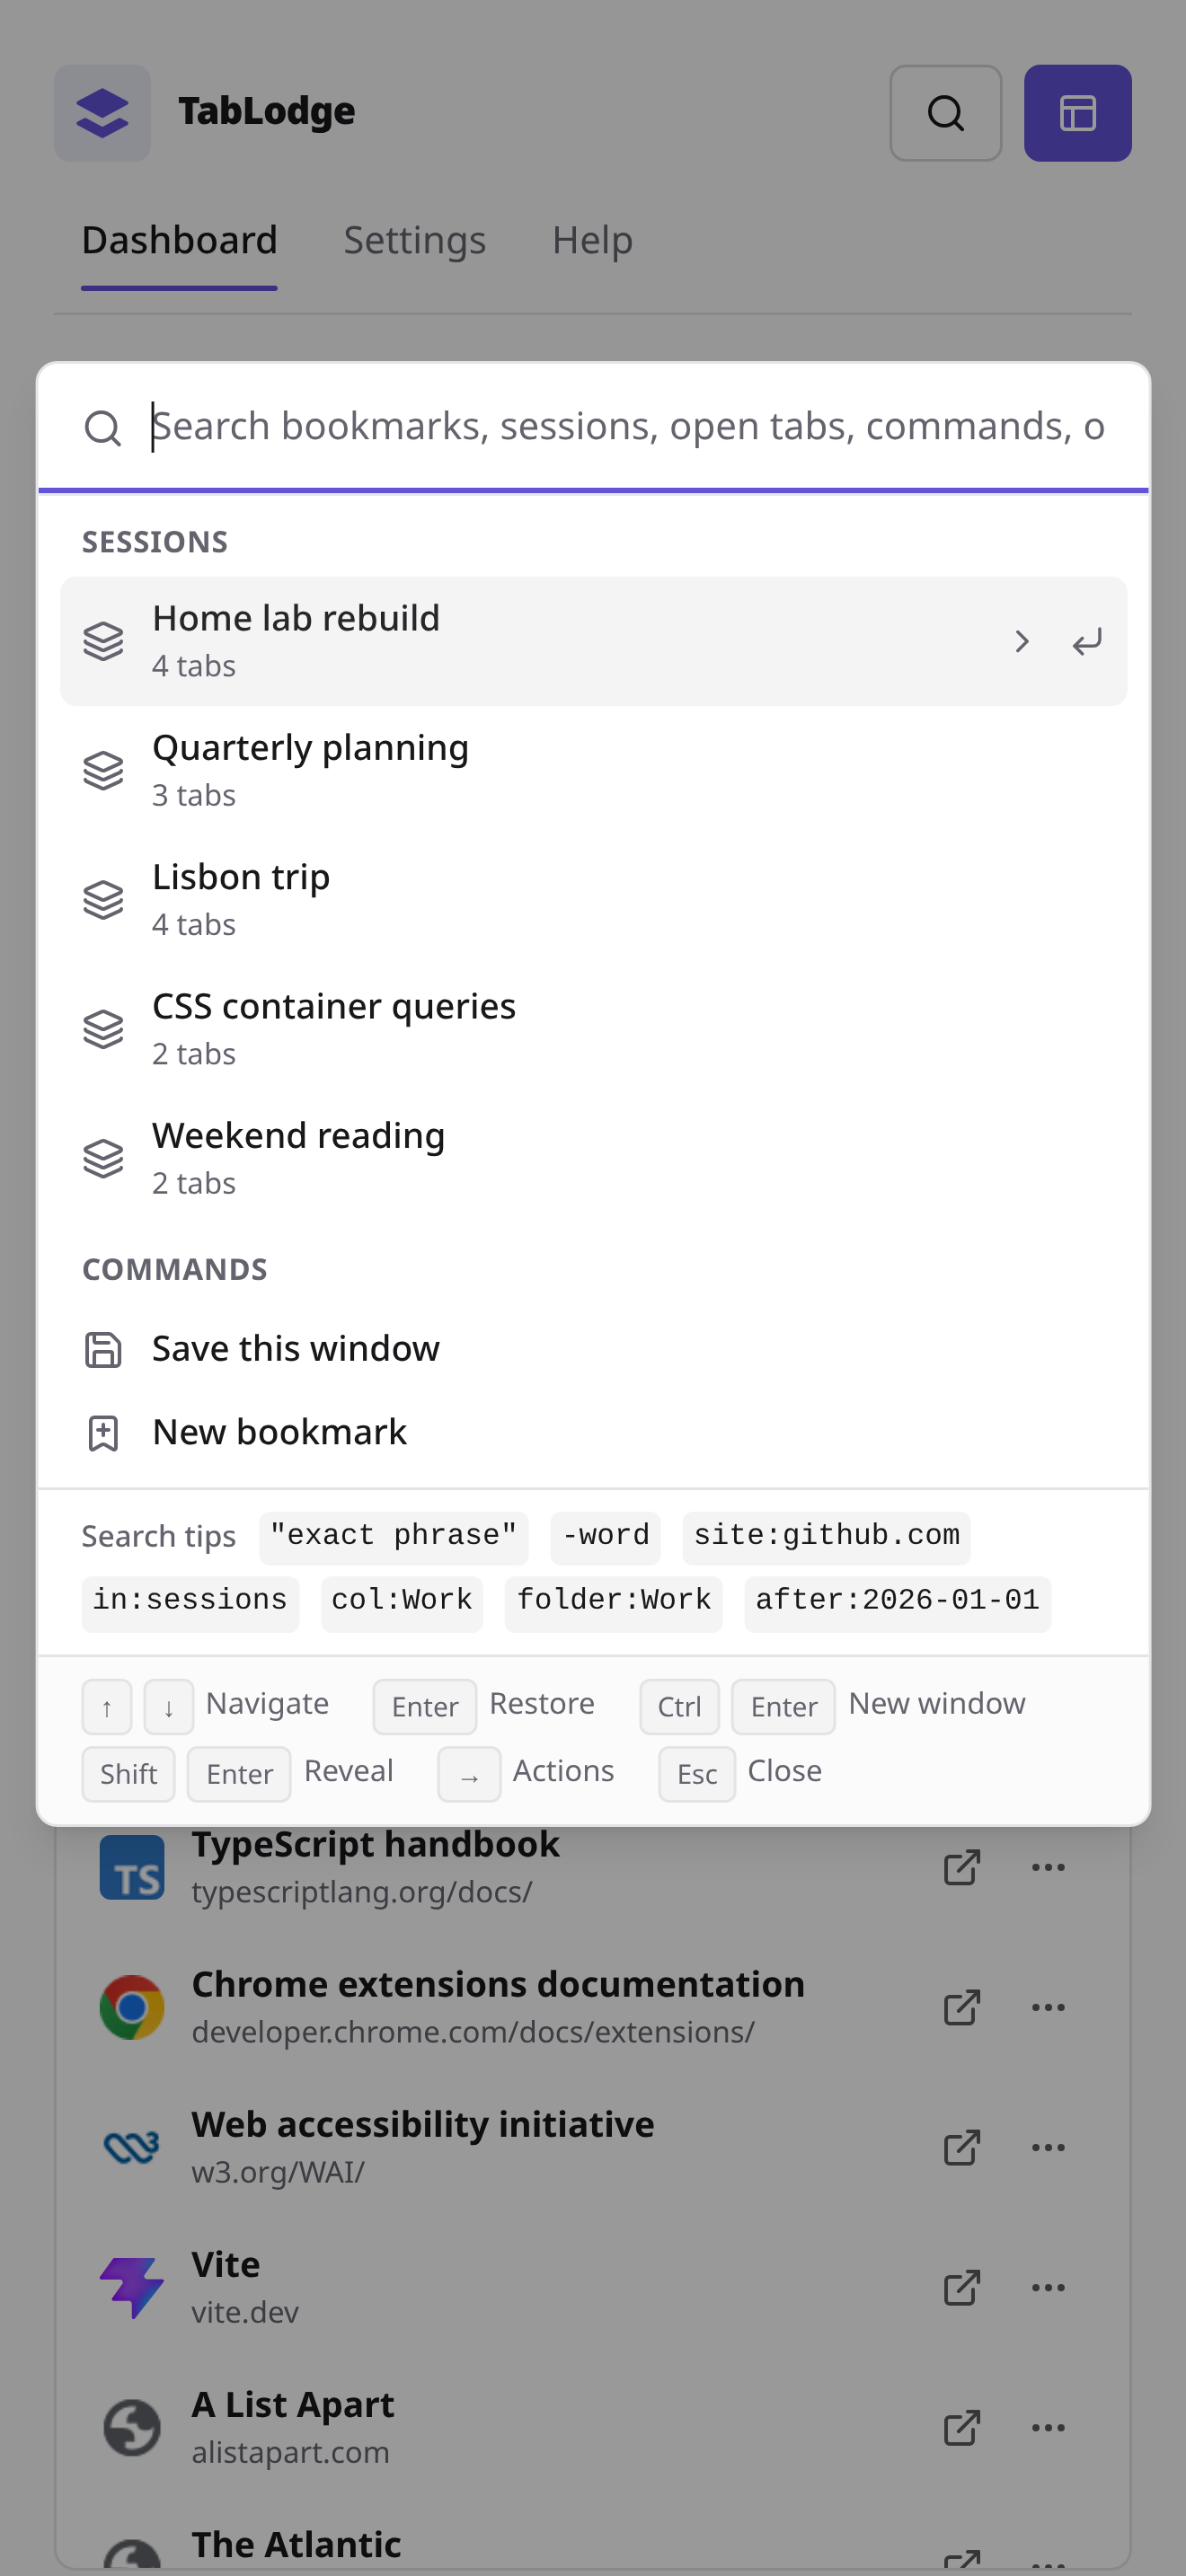 TabLodge
Dashboard Settings Help
Search bookmarks, sessions, open tabs, commands, o
SESSIONS
Home lab rebuild
4 tabs
Quarterly planning
3 tabs
Lisbon trip
4 tabs
CSS container queries
2 tabs
Weekend reading
2 tabs
COMMANDS
Save this window
New bookmark
Search tips "exact phrase" -word site:github.com
in:sessions col:Work folder:Work after:2026-01-01
↑ ↓ Navigate Enter Restore Ctrl Enter New window
Shift Enter Reveal → Actions Esc Close
TypeScript handbook
TS
typescriptlang.org/docs/
Chrome extensions documentation
developer.chrome.com/docs/extensions/
Web accessibility initiative
w3.org/WAI/
Vite
vite.dev
A List Apart
alistapart.com
The Atlantic